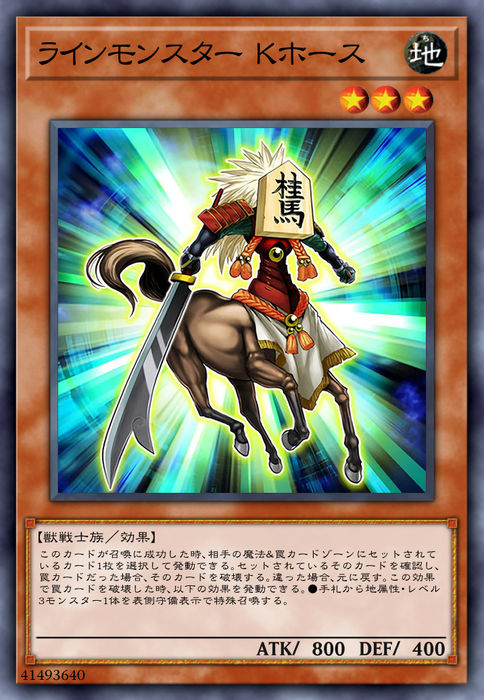 ラインモンスター Kホース
ち
地
桂馬
【獣戦士族/効果】
このカードが召喚に成功した時、相手の魔法&罠カードゾーンにセットされて
いるカード1枚を選択して発動できる。セットされているそのカードを確認し、
罠カードだった場合、そのカードを破壊する。違った場合、元に戻す。この効果
で罠カードを破壊した時、以下の効果を発動できる。●手札から地属性・レベル
3モンスター1体を表側守備表示で特殊召喚する。
ATK/ 800 DEF/ 400
41493640